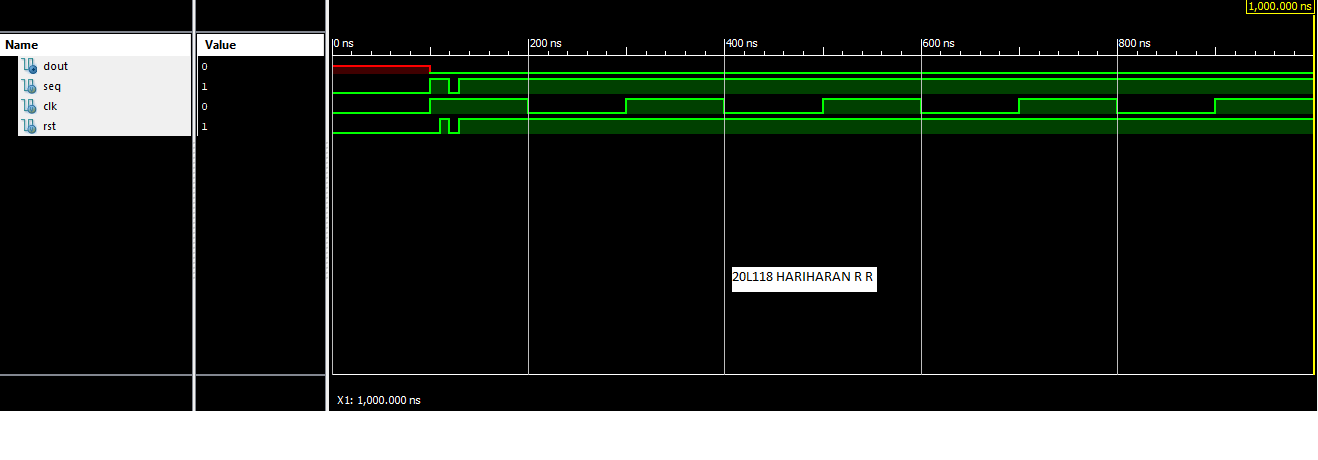 1,000.000 ns
Name Value
0 ns 200 ns 400 ns 600 ns 800 ns
dout 0
seq 1
clk 0
rst 1
20L118 HARIHARAN R R
X1: 1,000.000 ns